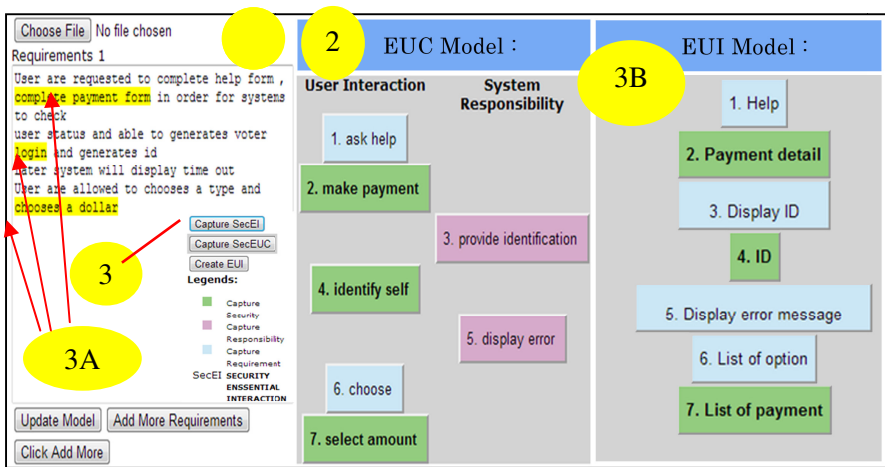 Choose File No file chosen
Requirements 1
User are requested to complete help form ,
complete payment form in order for systems
to check
user status and able to generates voter
login and generates id
Later system will display time out
User are allowed to chooses a type and
chooses a dollar
Capture SecEI
Capture SecEUC
Create EUI
Legends:
Capture
Security
Capture
Responsibility
Capture
Requirement
SecEI SECURITY
ENSSENTIAL
INTERACTION
Update Model Add More Requirements
Click Add More
3
3A
2
EUC Model :
User Interaction
System
Responsibility
1. ask help
2. make payment
3. provide identification
4. identify self
5. display error
6. choose
7. select amount
3B
EUI Model :
1. Help
2. Payment detail
3. Display ID
4. ID
5. Display error message
6. List of option
7. List of payment